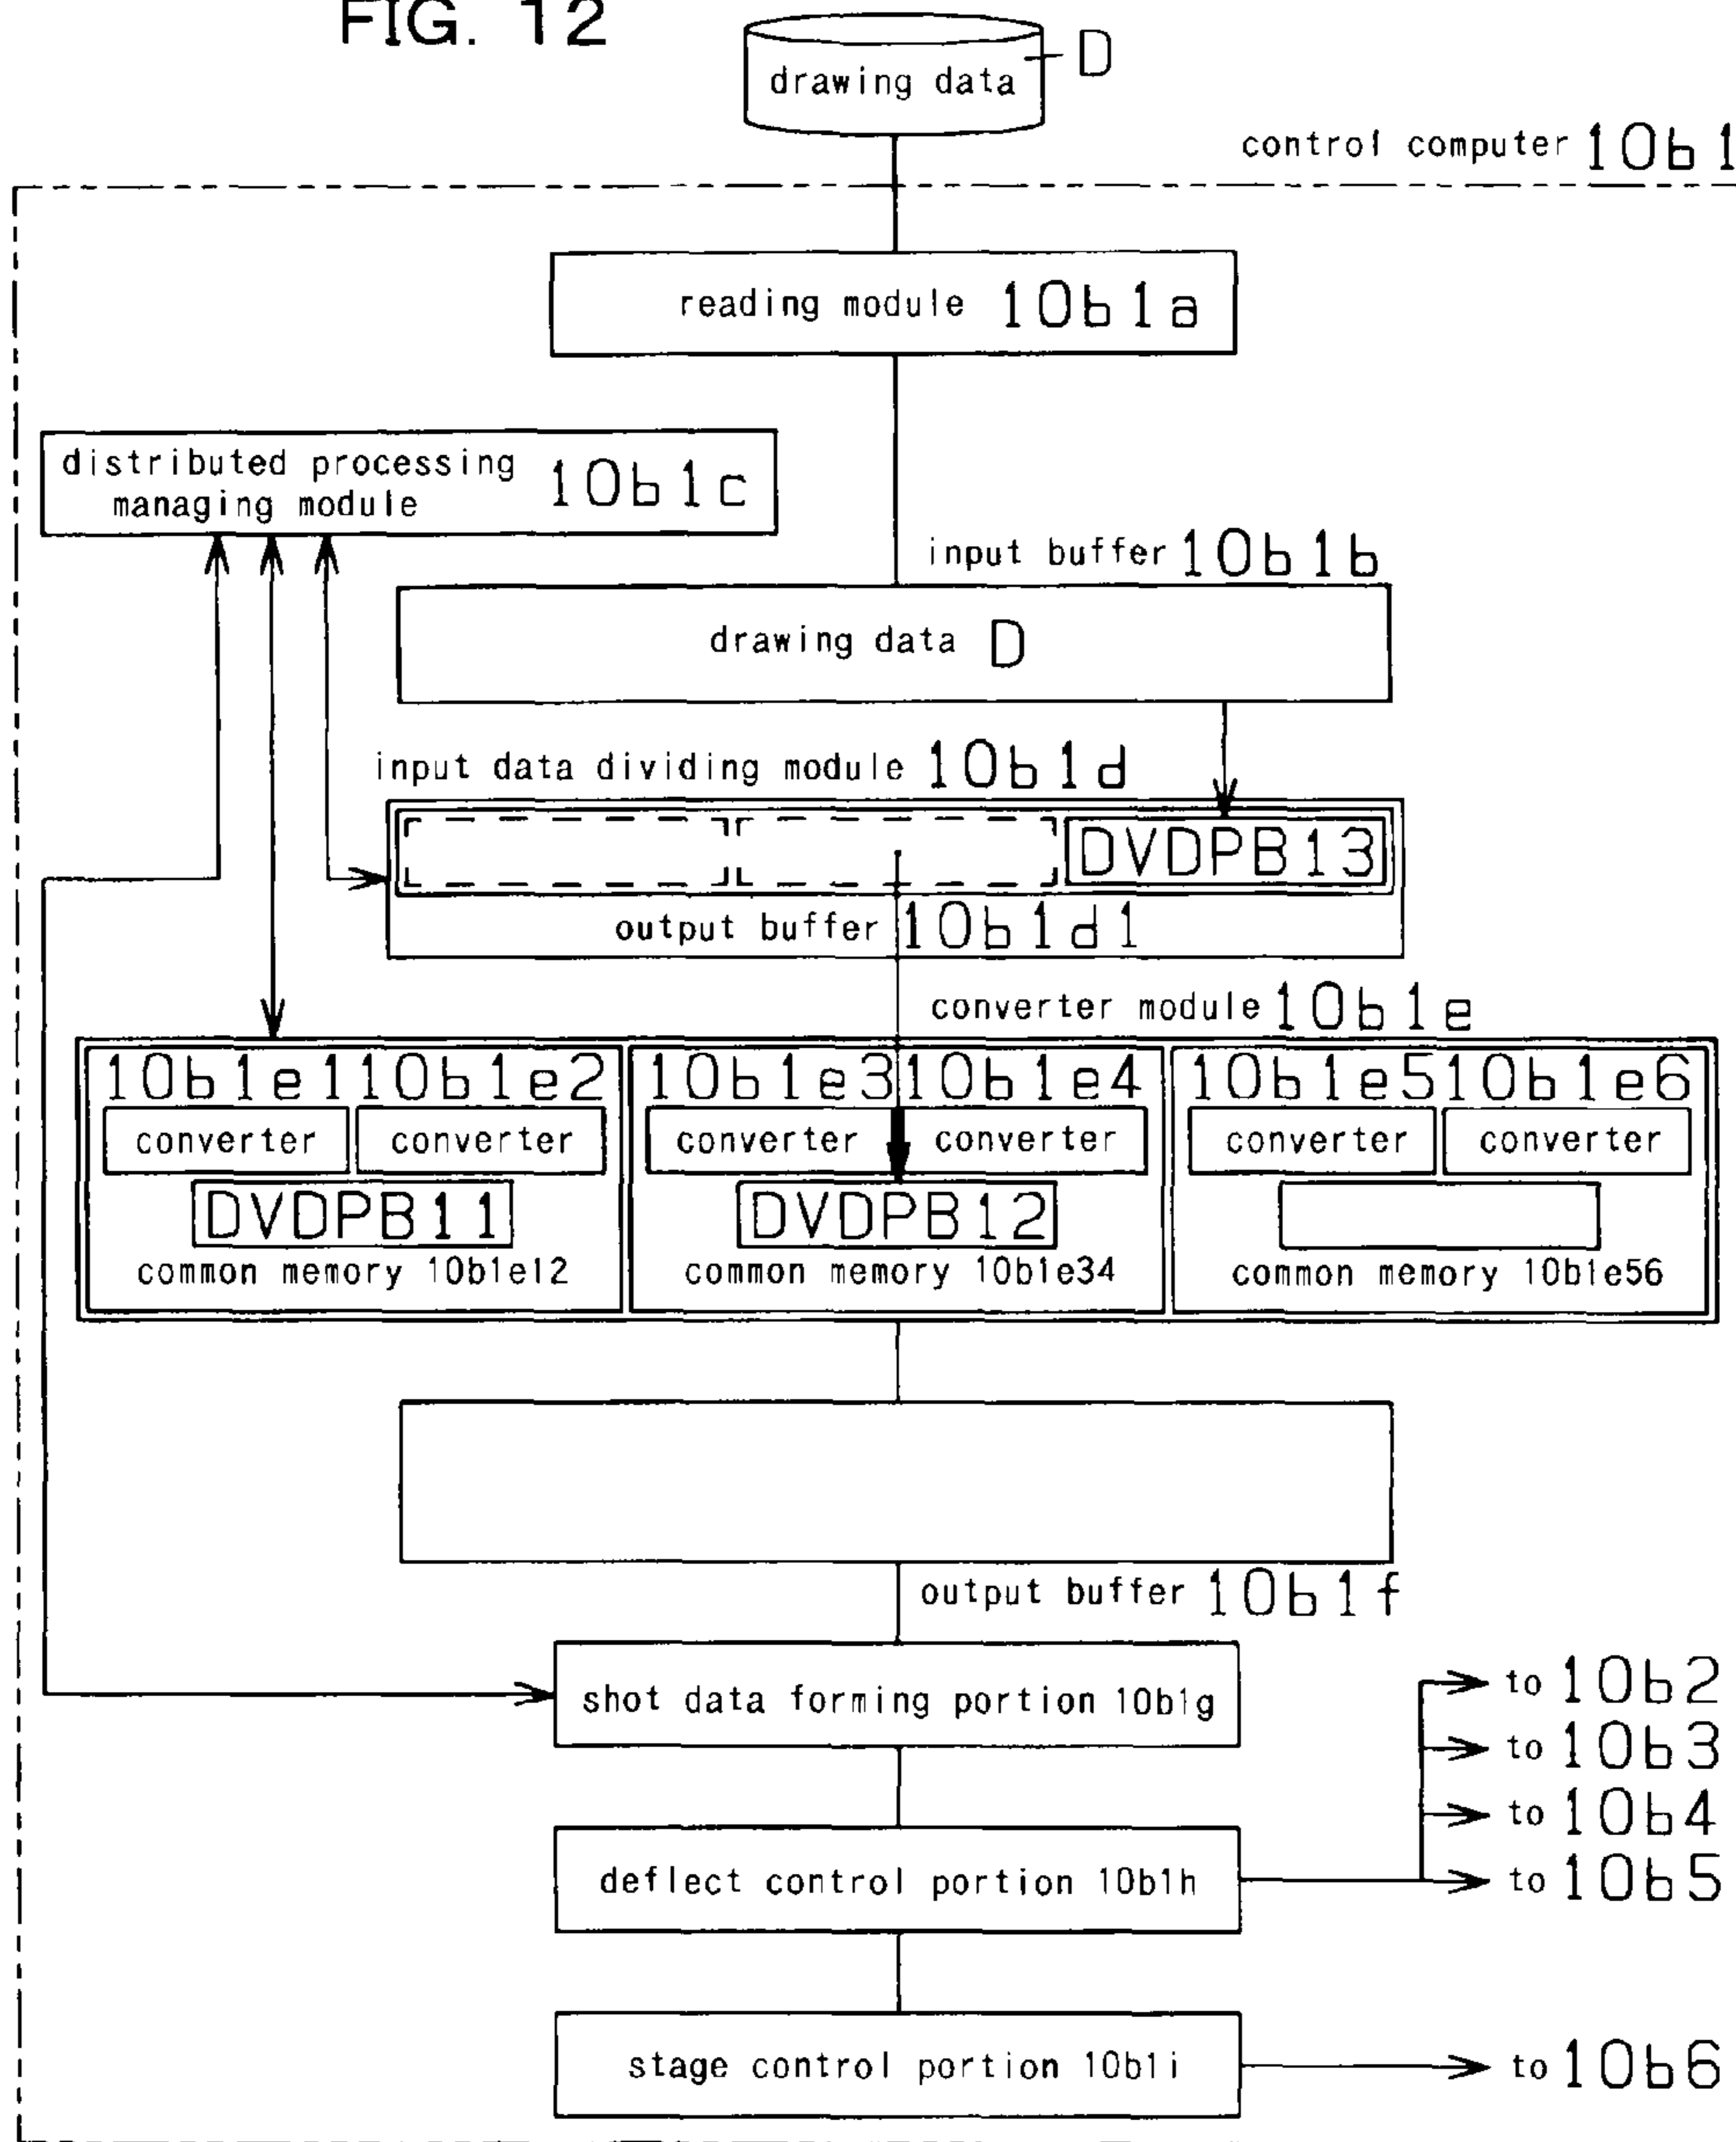 FIG. 12
drawing data
D
control computer 10b1
reading module 10b1a
distributed processing
managing module 10b1c
input buffer 10b1b
drawing data D
input data dividing module 10b1d
DVDPB13
output buffer 10b1d1
converter module 10b1e
10b1e1 10b1e2 10b1e3 10b1e4 10b1e5 10b1e6
converter converter converter converter converter converter
DVDPB11 DVDPB12
common memory 10b1e12 common memory 10b1e34 common memory 10b1e56
output buffer 10b1f
shot data forming portion 10b1g
to 10b2
to 10b3
to 10b4
deflect control portion 10b1h
to 10b5
stage control portion 10b1i
to 10b6